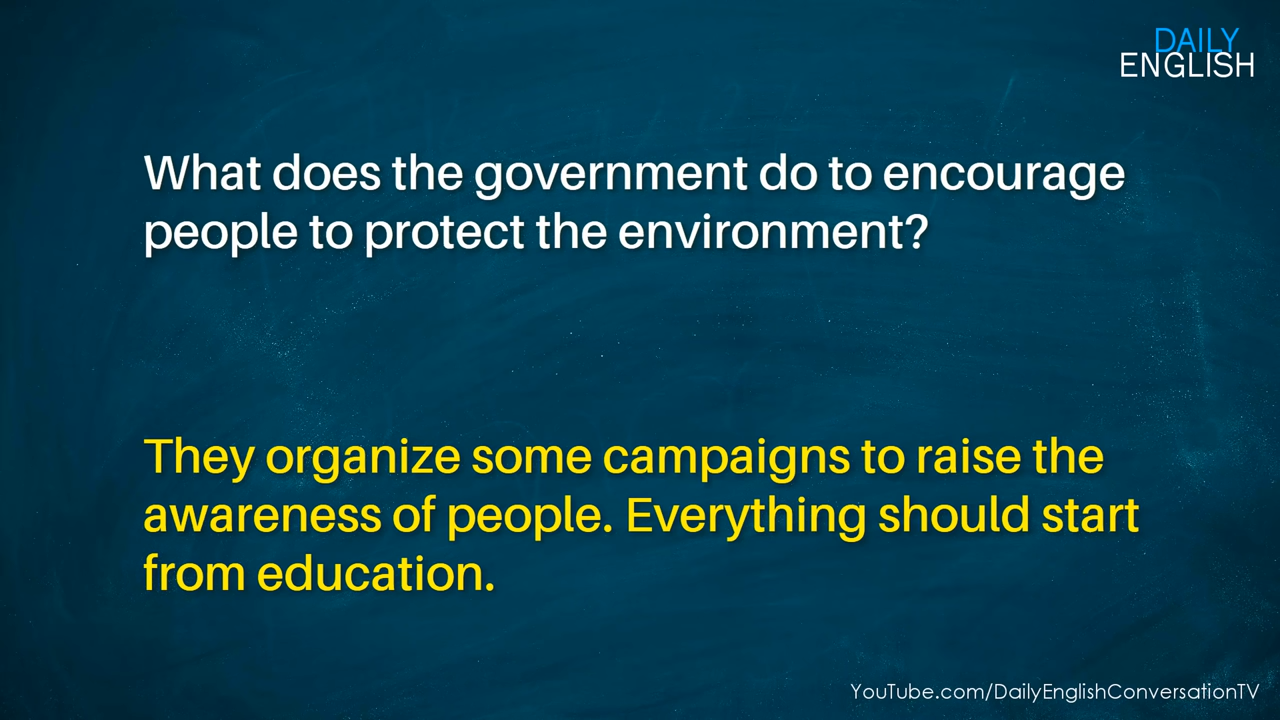 DAILY
ENGLISH
What does the government do to encourage
people to protect the environment?
They organize some campaigns to raise the
awareness of people. Everything should start
from education.
YouTube.com/DailyEnglishConversationTV